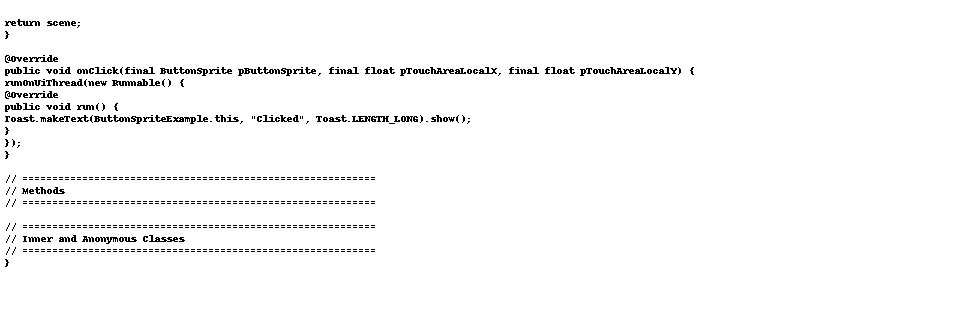 return scene;
}
@Override
public void onClick(final ButtonSprite pButtonSprite, final float pTouchAreaLocalX, final float pTouchAreaLocalY) {
runOnUiThread(new Runnable() {
@Override
public void run() {
Toast.makeText(ButtonSpriteExample.this, "Clicked", Toast.LENGTH_LONG).show();
}
});
}
// ===========================================================
// Methods
// ===========================================================
// ===========================================================
// Inner and Anonymous Classes
// ===========================================================
}